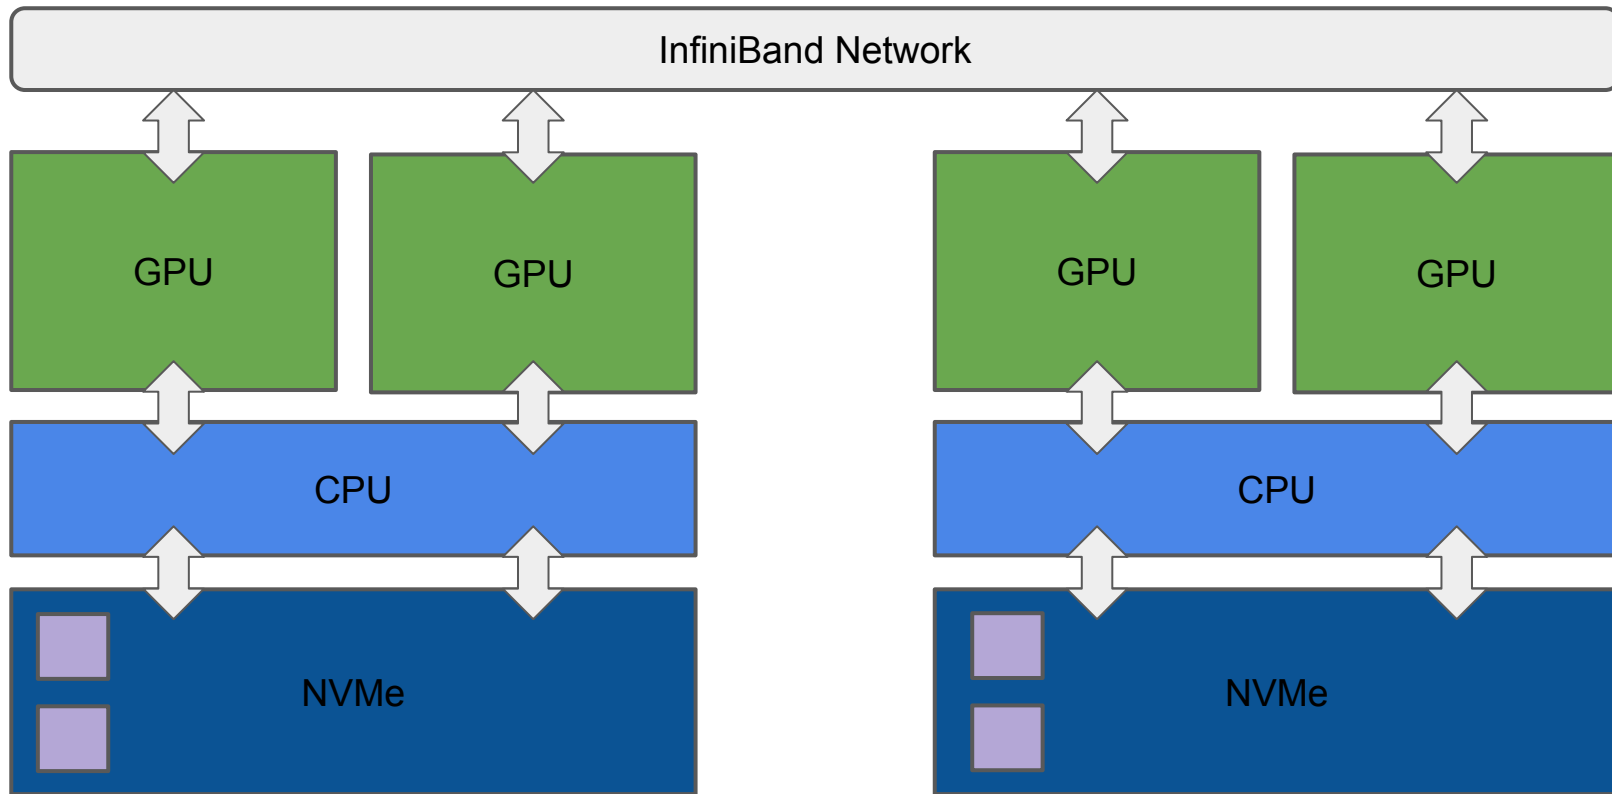 InfiniBand Network
GPU
GPU
GPU
GPU
CPU
CPU
NVMe
NVMe